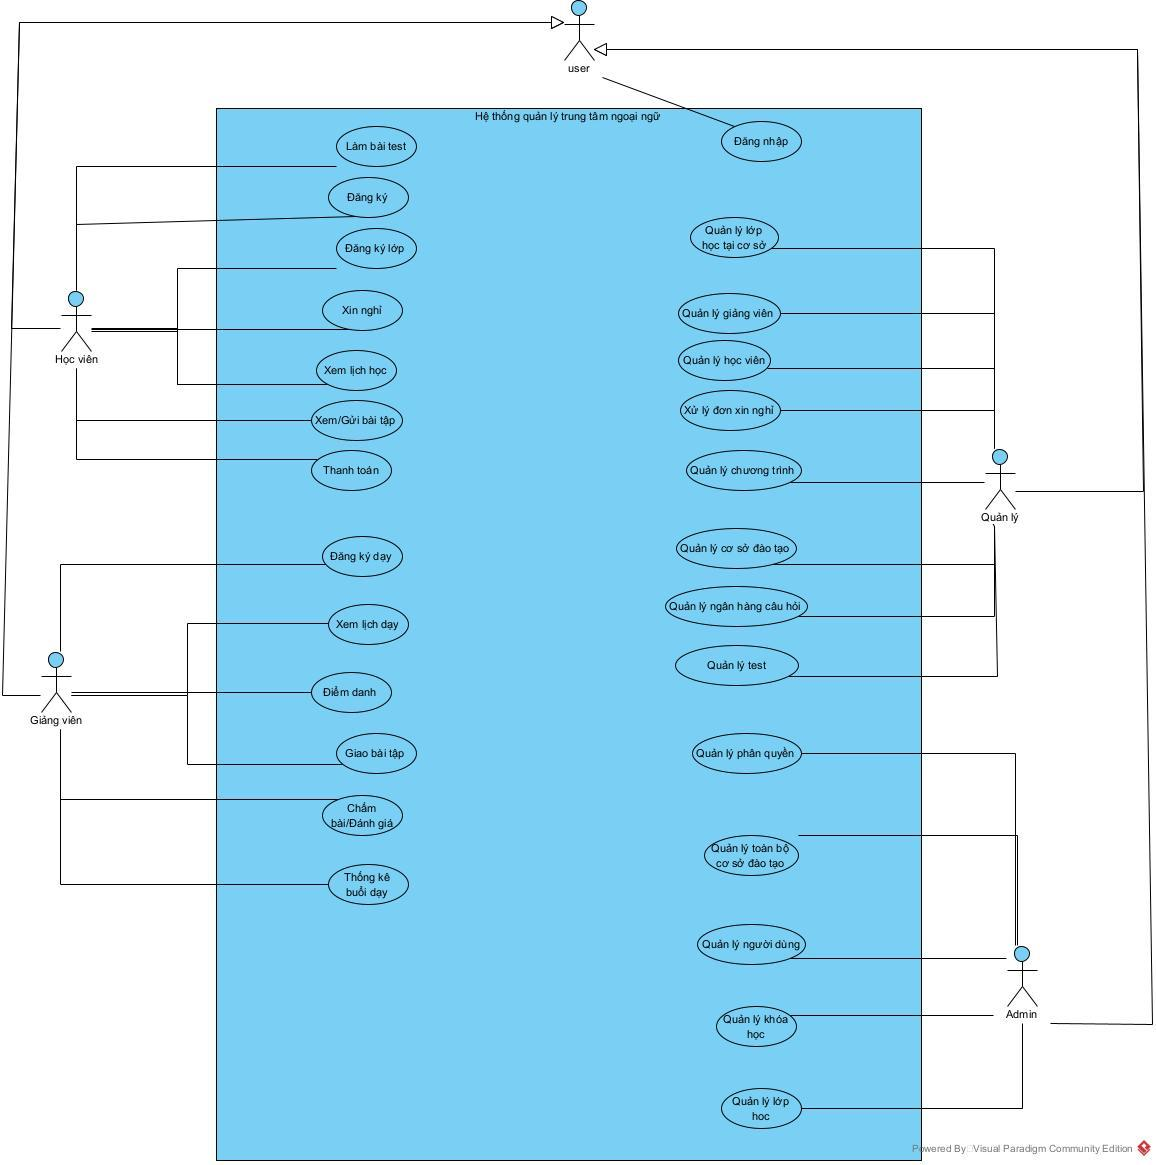 user
Hệ thống quản lý trung tâm ngoại ngữ
Làm bài test
Đăng nhập
Đăng ký
Đăng ký lớp
Quản lý lớp
học tại cơ sở
Xin nghỉ
Quản lý giảng viên
Học viên
Xem lịch học
Quản lý học viên
Xem/Gửi bài tập
Xử lý đơn xin nghỉ
Thanh toán
Quản lý chương trình
Quản lý
Đăng ký dạy
Quản lý cơ sở đào tạo
Xem lịch dạy
Quản lý ngân hàng câu hỏi
Quản lý test
Điểm danh
Giảng viên
Giao bài tập
Quản lý phân quyền
Chấm
bài/Đánh giá
Quản lý toàn bộ
cơ sở đào tạo
Thống kê
buổi dạy
Quản lý người dùng
Admin
Quản lý khóa
học
Quản lý lớp
hoc
Powered By Visual Paradigm Community Edition